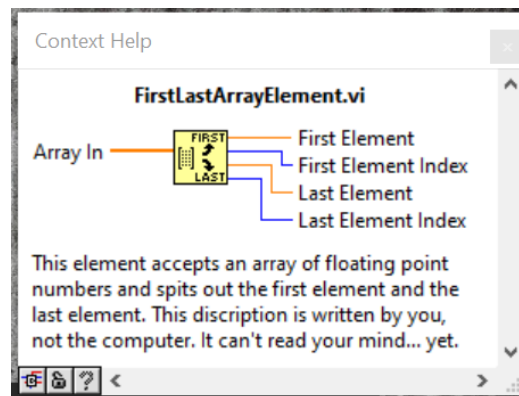 Context Help
FirstLastArrayElement.vi
Array In
FIRST
LAST
First Element
First Element Index
Last Element
Last Element Index
This element accepts an array of floating point
numbers and spits out the first element and the
last element. This discription is written by you,
not the computer. It can't read your mind... yet.
?